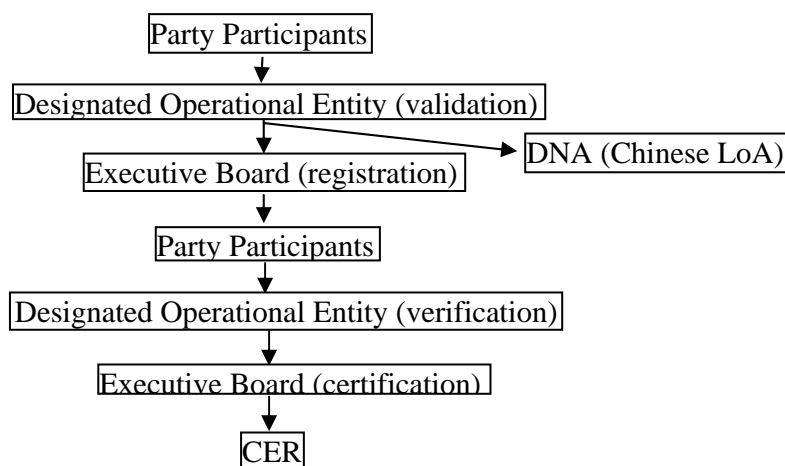 Party Participants
Designated Operational Entity (validation)
DNA (Chinese LoA)
Executive Board (registration)
Party Participants
Designated Operational Entity (verification)
Executive Board (certification)
CER